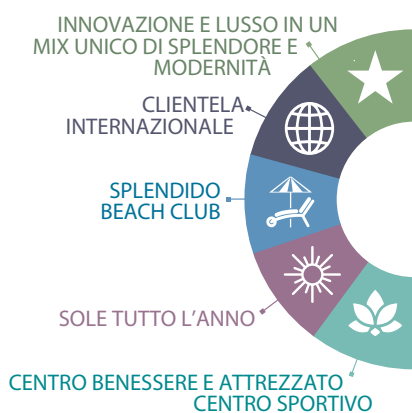 INNOVAZIONE E LUSSO IN UN
MIX UNICO DI SPLENDORE E
MODERNITÀ
CLIENTELA
INTERNAZIONALE
SPLENDIDO
BEACH CLUB
SOLE TUTTO L’ANNO
CENTRO BENESSERE E ATTREZZATO
CENTRO SPORTIVO